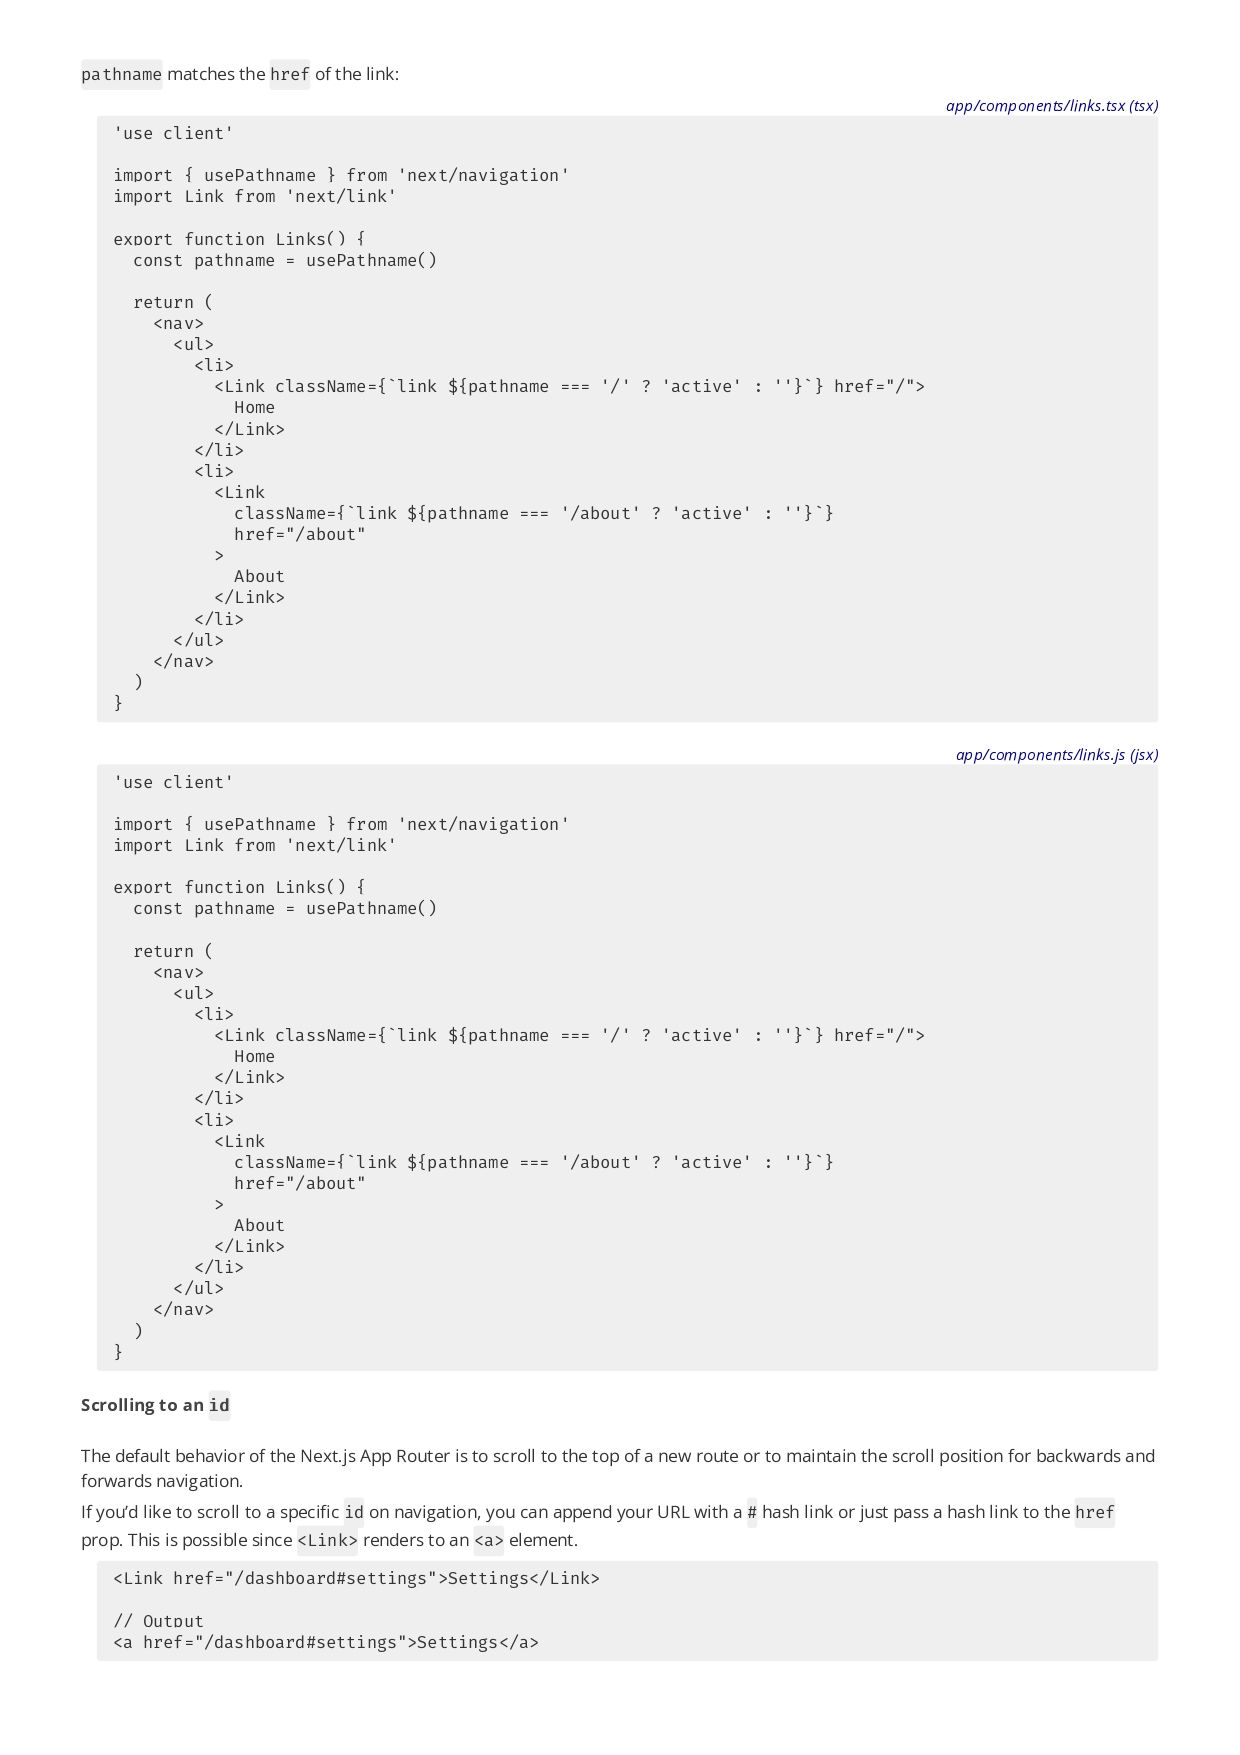 pathname matches the href of the link:
app/components/links.tsx (tsx)
'use client'

import { usePathname } from 'next/navigation'
import Link from 'next/link'

export function Links() {
  const pathname = usePathname()

  return (
    <nav>
      <ul>
        <li>
          <Link className={`link ${pathname === '/' ? 'active' : ''}`} href="/">
            Home
          </Link>
        </li>
        <li>
          <Link
            className={`link ${pathname === '/about' ? 'active' : ''}`}
            href="/about"
          >
            About
          </Link>
        </li>
      </ul>
    </nav>
  )
}

app/components/links.js (jsx)
'use client'

import { usePathname } from 'next/navigation'
import Link from 'next/link'

export function Links() {
  const pathname = usePathname()

  return (
    <nav>
      <ul>
        <li>
          <Link className={`link ${pathname === '/' ? 'active' : ''}`} href="/">
            Home
          </Link>
        </li>
        <li>
          <Link
            className={`link ${pathname === '/about' ? 'active' : ''}`}
            href="/about"
          >
            About
          </Link>
        </li>
      </ul>
    </nav>
  )
}

Scrolling to an id

The default behavior of the Next.js App Router is to scroll to the top of a new route or to maintain the scroll position for backwards and
forwards navigation.
If you’d like to scroll to a specific id on navigation, you can append your URL with a # hash link or just pass a hash link to the href
prop. This is possible since <Link> renders to an <a> element.
<Link href="/dashboard#settings">Settings</Link>

// Output
<a href="/dashboard#settings">Settings</a>